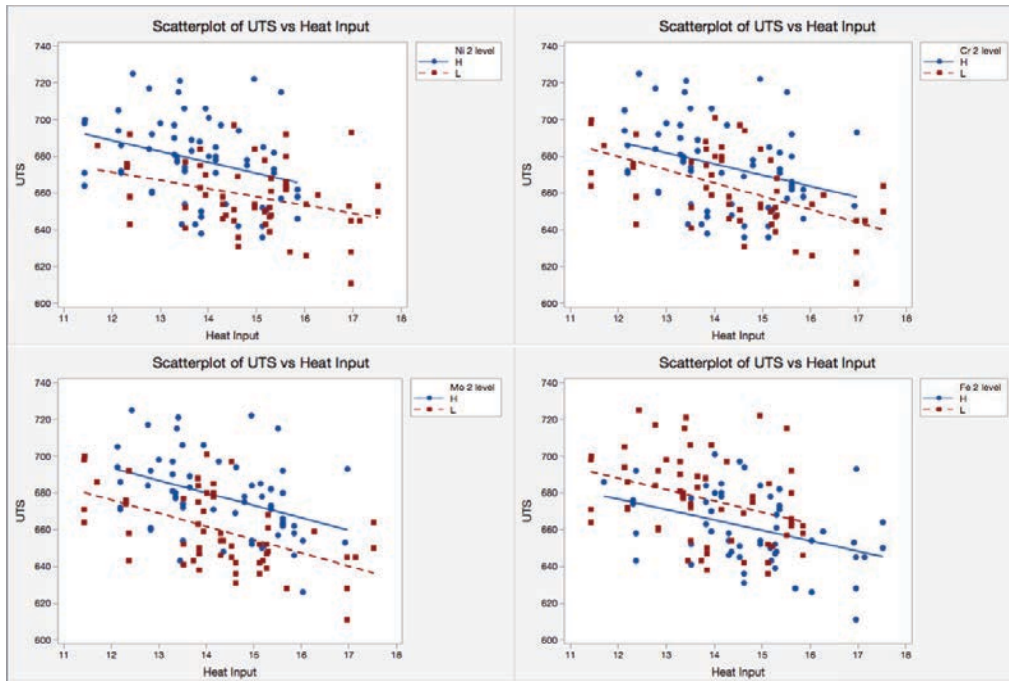 Scatterplot of UTS vs Heat Input
Ni 2 level
H
L
740
720
700
680
660
640
620
600
UTS
11 12 13 14 15 16 17 18
Heat Input
Scatterplot of UTS vs Heat Input
Cr 2 level
H
L
740
720
700
680
660
640
620
600
UTS
11 12 13 14 15 16 17 18
Heat Input
Scatterplot of UTS vs Heat Input
Mo 2 level
H
L
740
720
700
680
660
640
620
600
UTS
11 12 13 14 15 16 17 18
Heat Input
Scatterplot of UTS vs Heat Input
Fe 2 level
H
L
740
720
700
680
660
640
620
600
UTS
11 12 13 14 15 16 17 18
Heat Input